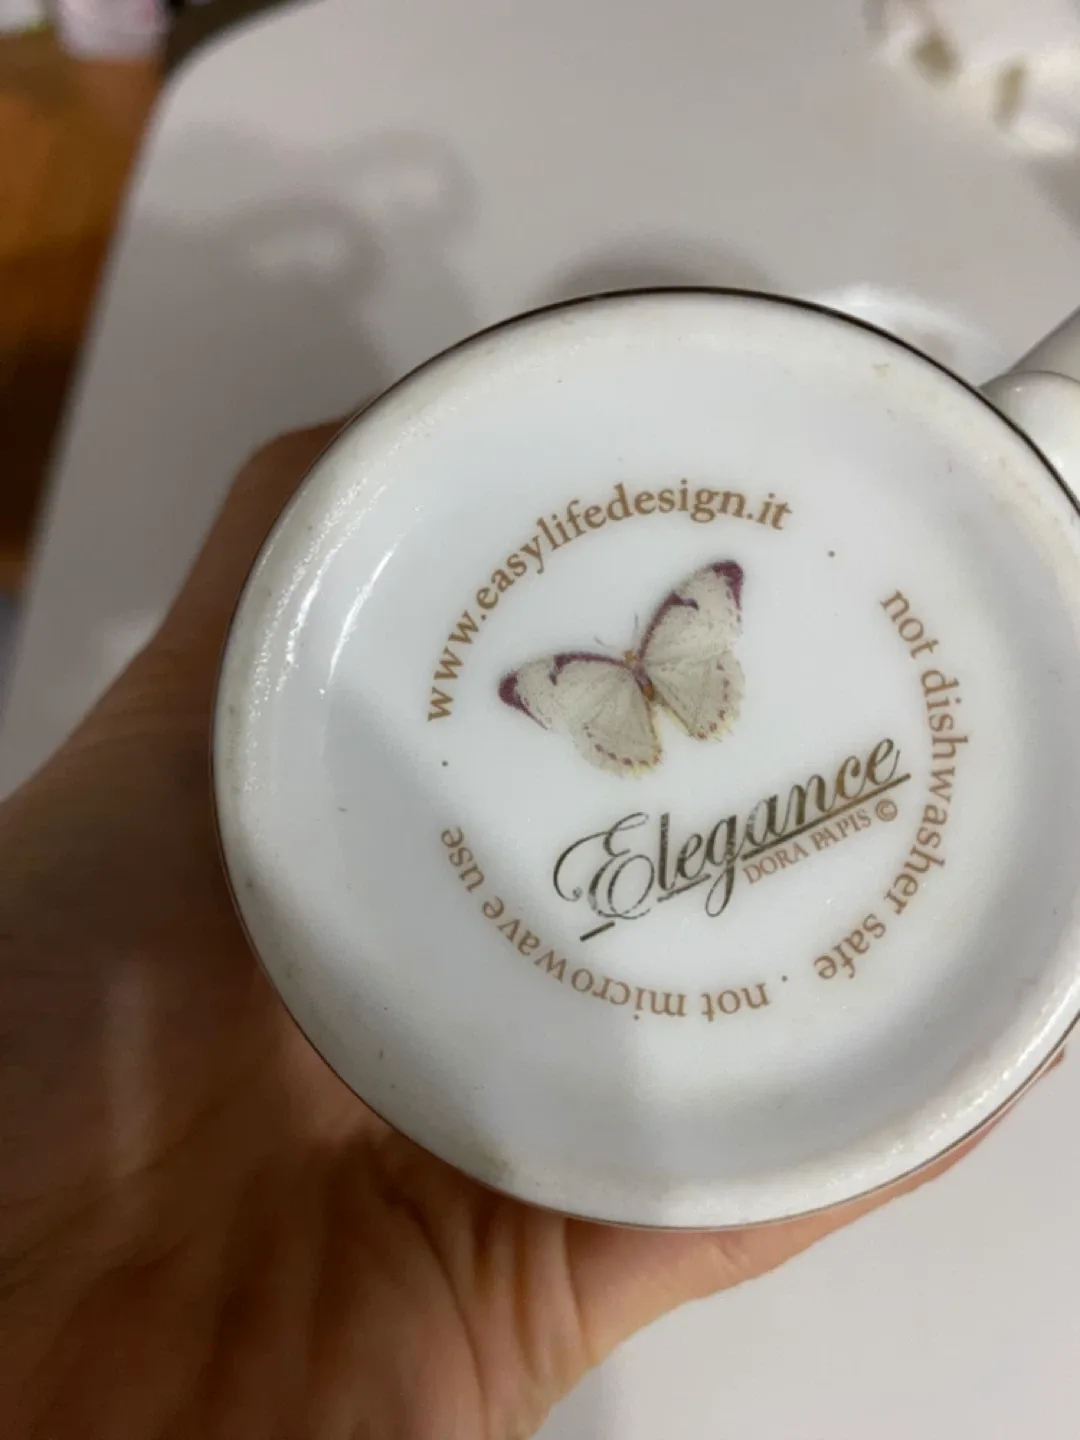 www.easylifedesign.it
Elegance
DORA PAPIS ©
not dishwasher safe . not microwave use